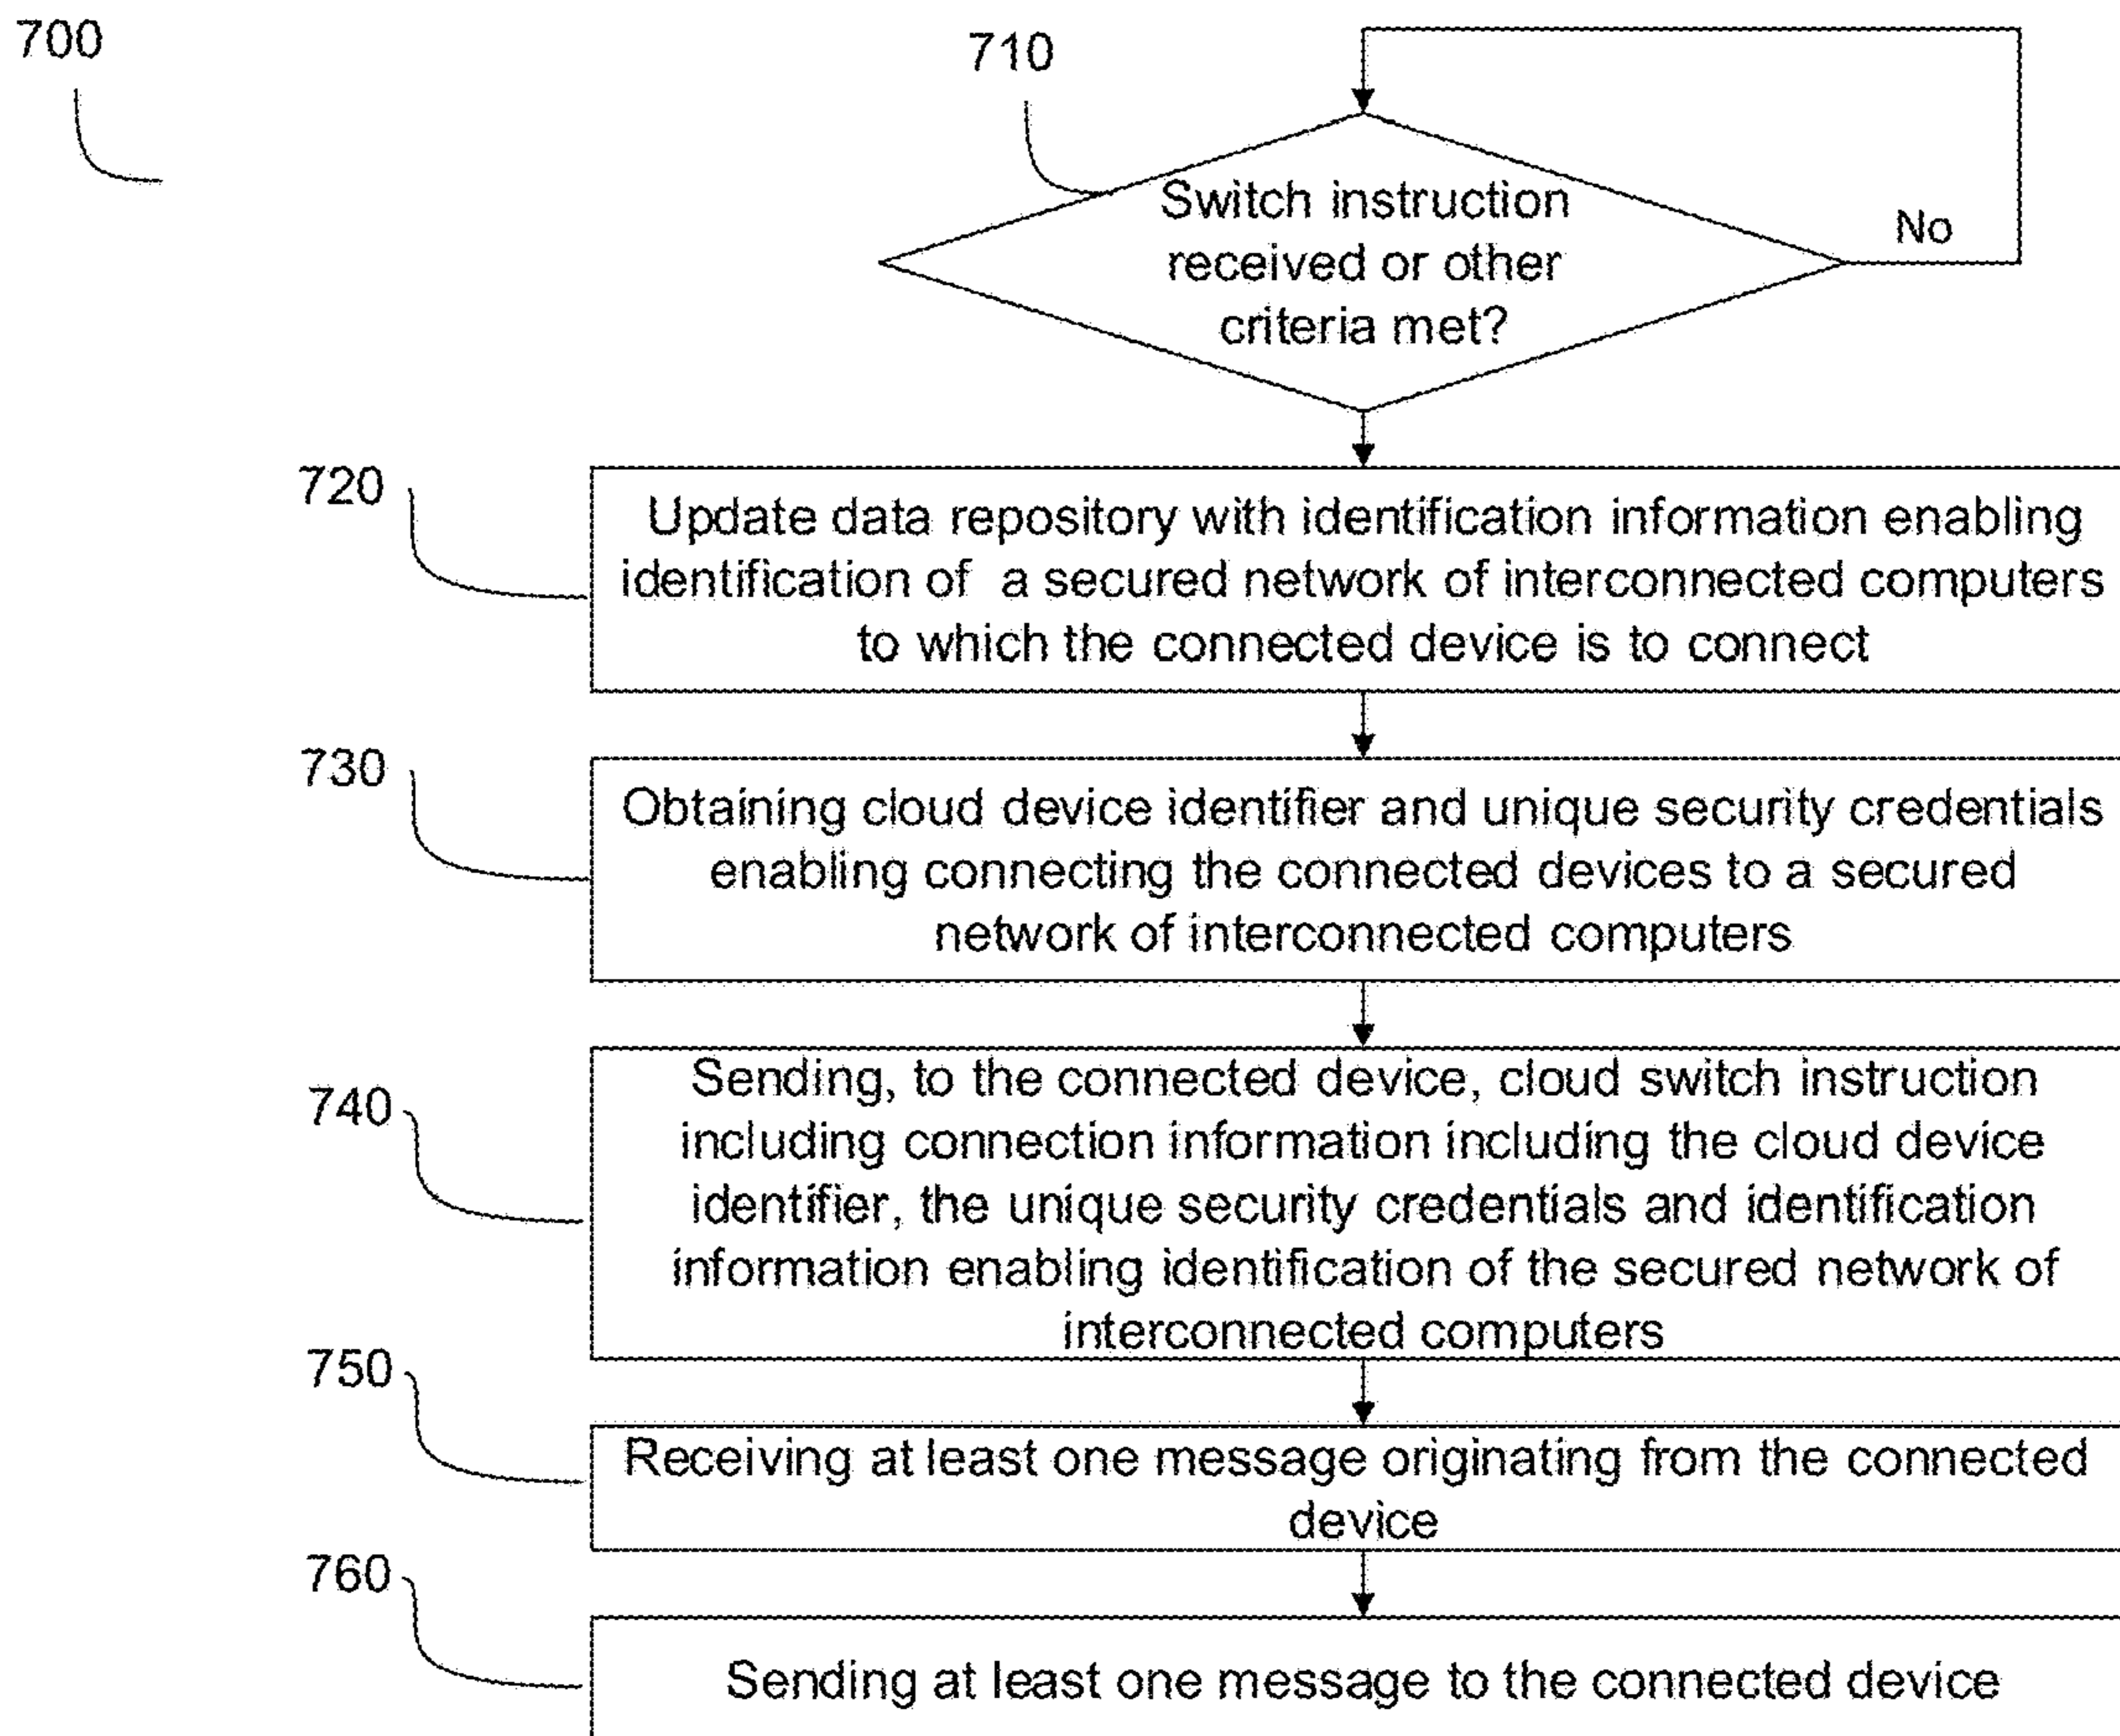 700
710
Switch instruction
received or other
criteria met?
No
720
Update data repository with identification information enabling
identification of a secured network of interconnected computers
to which the connected device is to connect
730
Obtaining cloud device identifier and unique security credentials
enabling connecting the connected devices to a secured
network of interconnected computers
740
Sending, to the connected device, cloud switch instruction
including connection information including the cloud device
identifier, the unique security credentials and identification
information enabling identification of the secured network of
interconnected computers
750
Receiving at least one message originating from the connected
device
760
Sending at least one message to the connected device